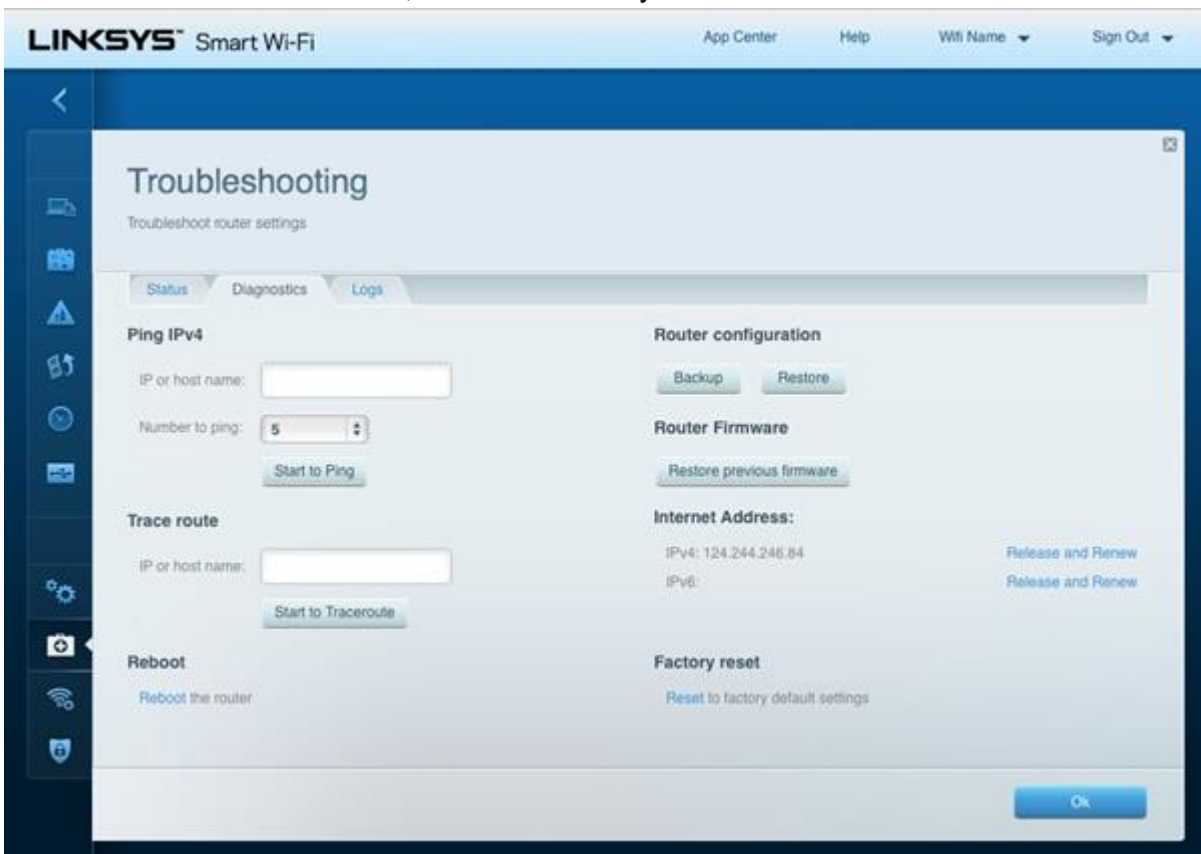 LINKSYS™ Smart Wi-Fi
App Center Help Wifi Name Sign Out
Troubleshooting
Troubleshoot router settings
Status Diagnostics Logs
Ping IPv4
IP or host name:
Number to ping: 5
Start to Ping
Trace route
IP or host name:
Start to Traceroute
Reboot
Reboot the router
Router configuration
Backup Restore
Router Firmware
Restore previous firmware
Internet Address:
IPv4: 124.244.246.84 Release and Renew
IPv6: Release and Renew
Factory reset
Reset to factory default settings
Ok